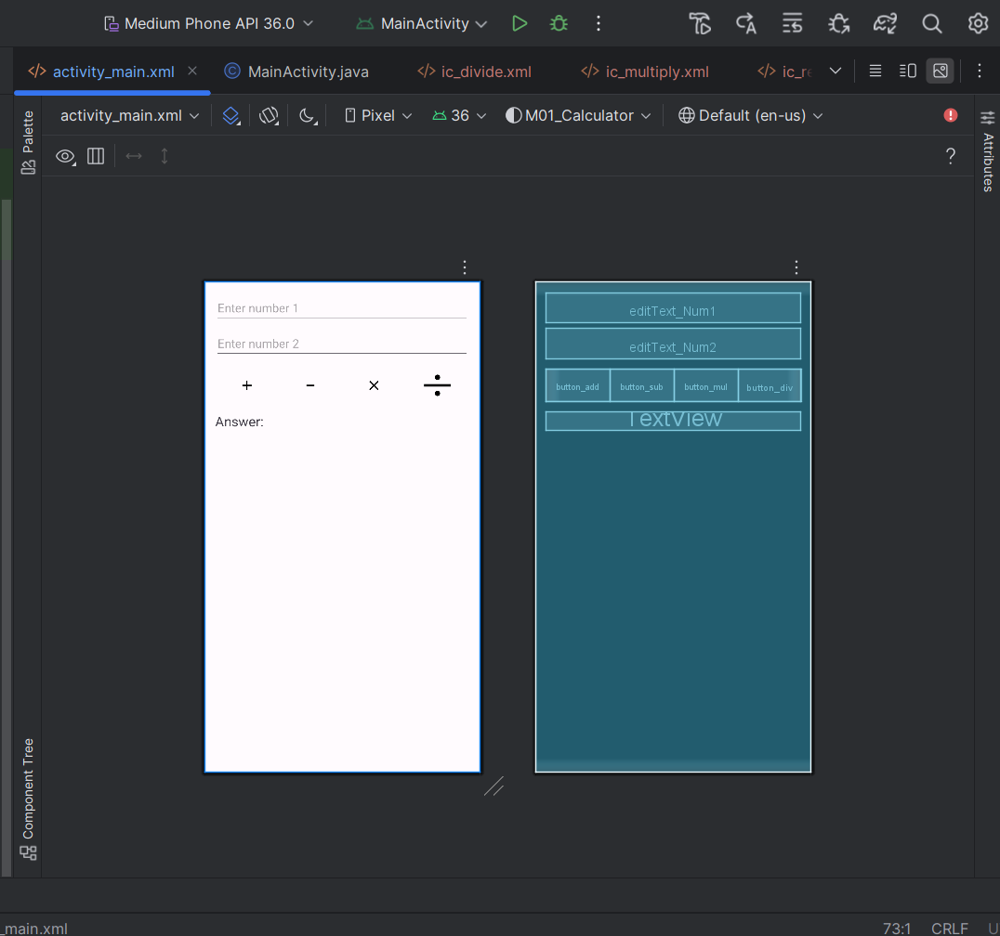 Medium Phone API 36.0 MainActivity
activity_main.xml MainActivity.java ic_divide.xml ic_multiply.xml ic_re
activity_main.xml Pixel 36 M01_Calculator Default (en-us)
Palette
Attributes
?
Enter number 1
Enter number 2
+ − × ÷
Answer:
editText_Num1
editText_Num2
button_add button_sub button_mul button_div
TextView
Component Tree
_main.xml 73:1 CRLF U